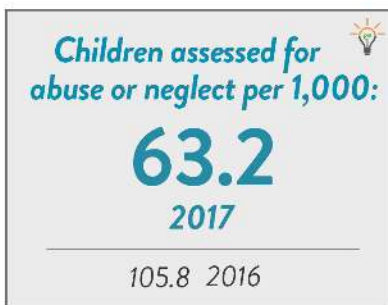 Children assessed for
abuse or neglect per 1,000:
63.2
2017
105.8 2016